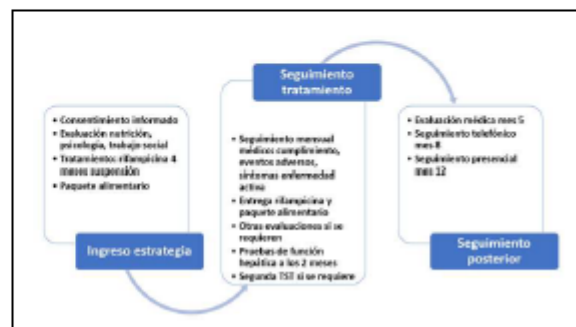 • Consentimiento informado
• Evaluación nutrición,
psicología, trabajo social
• Tratamiento: rifampicina 4
meses suspensión
• Paquete alimentario
Ingreso estrategia
Seguimiento
tratamiento
• Seguimiento mensual
médico: cumplimiento,
eventos adversos,
síntomas enfermedad
activa
• Entrega rifampicina y
paquete alimentario
• Otras evaluaciones si se
requieren
• Pruebas de función
hepática a los 2 meses
• Segunda TST si se requiere
• Evaluación médica mes 5
• Seguimiento telefónico
mes 8
• Seguimiento presencial
mes 12
Seguimiento
posterior